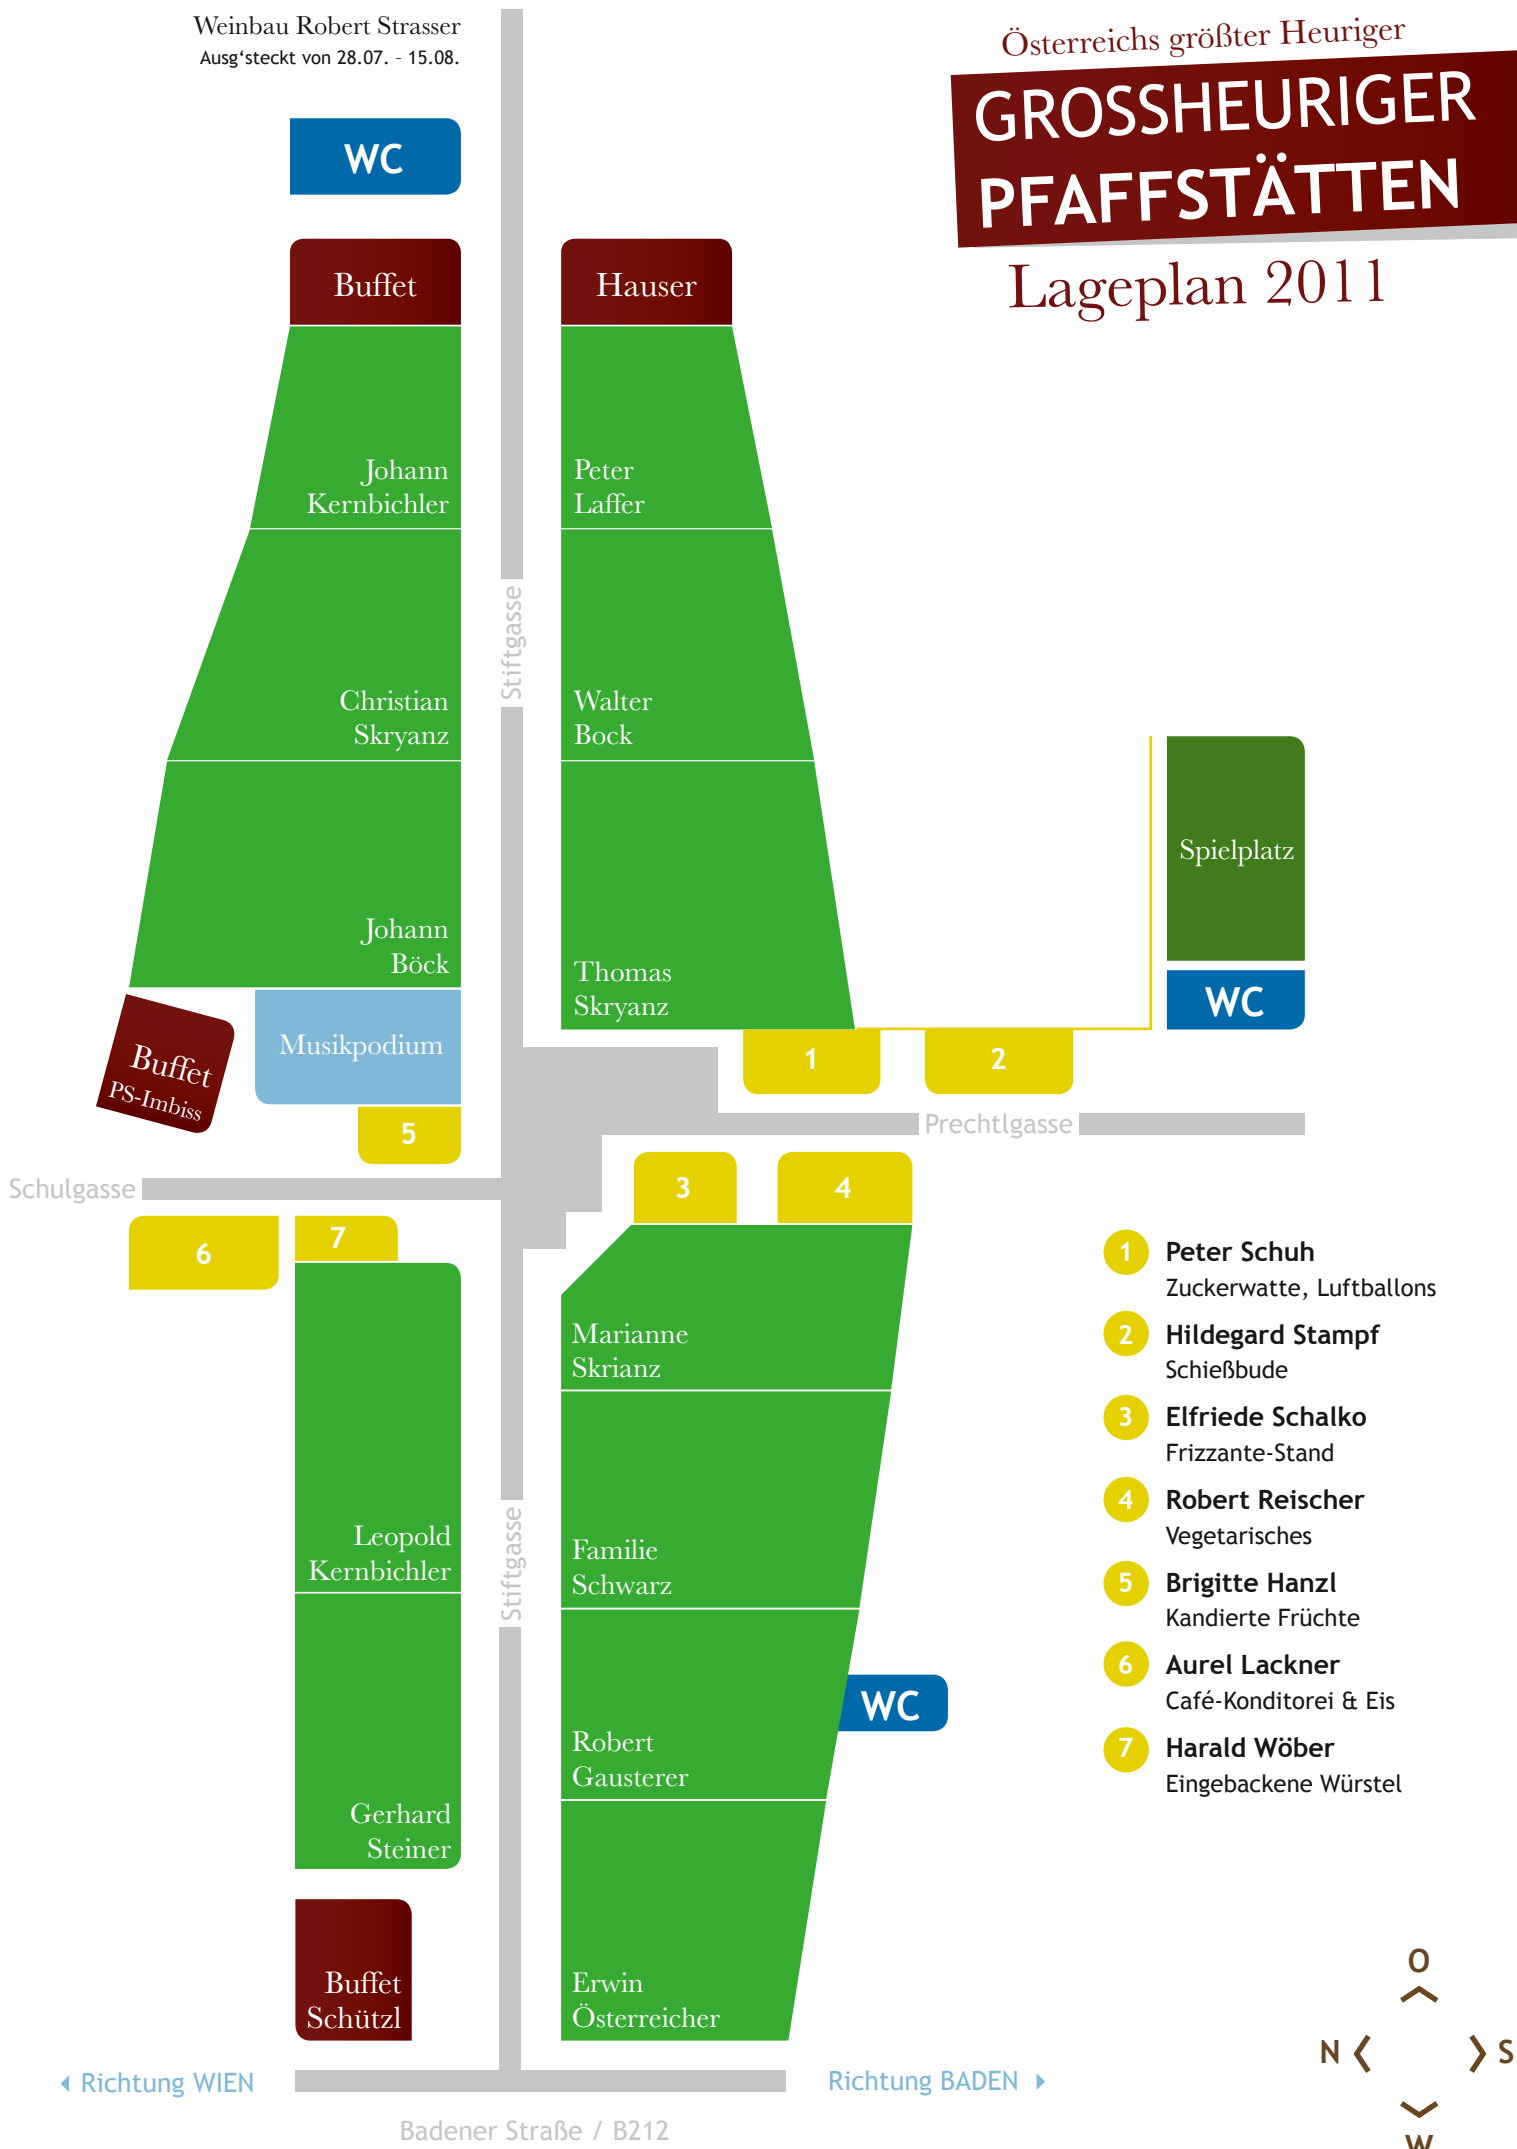 Weinbau Robert Strasser
Ausg‘steckt von 28.07. - 15.08.
Österreichs größter Heuriger
GROSSHEURIGER
PFAFFSTÄTTEN
Lageplan 2011
WC
Buffet
Hauser
Johann
Kernbichler
Peter
Laffer
Stiftgasse
Christian
Skryanz
Walter
Bock
Johann
Böck
Thomas
Skryanz
Spielplatz
WC
Buffet
PS-Imbiss
Musikpodium
5
1
2
Prechtlgasse
Schulgasse
3
4
6
7
Marianne
Skrianz
Leopold
Kernbichler
Stiftgasse
Familie
Schwarz
Robert
Gausterer
WC
Gerhard
Steiner
Buffet
Schützl
Erwin
Österreicher
1 Peter Schuh
Zuckerwatte, Luftballons
2 Hildegard Stampf
Schießbude
3 Elfriede Schalko
Frizzante-Stand
4 Robert Reischer
Vegetarisches
5 Brigitte Hanzl
Kandierte Früchte
6 Aurel Lackner
Café-Konditorei & Eis
7 Harald Wöber
Eingebackene Würstel
O
N
S
W
Richtung WIEN
Richtung BADEN
Badener Straße / B212